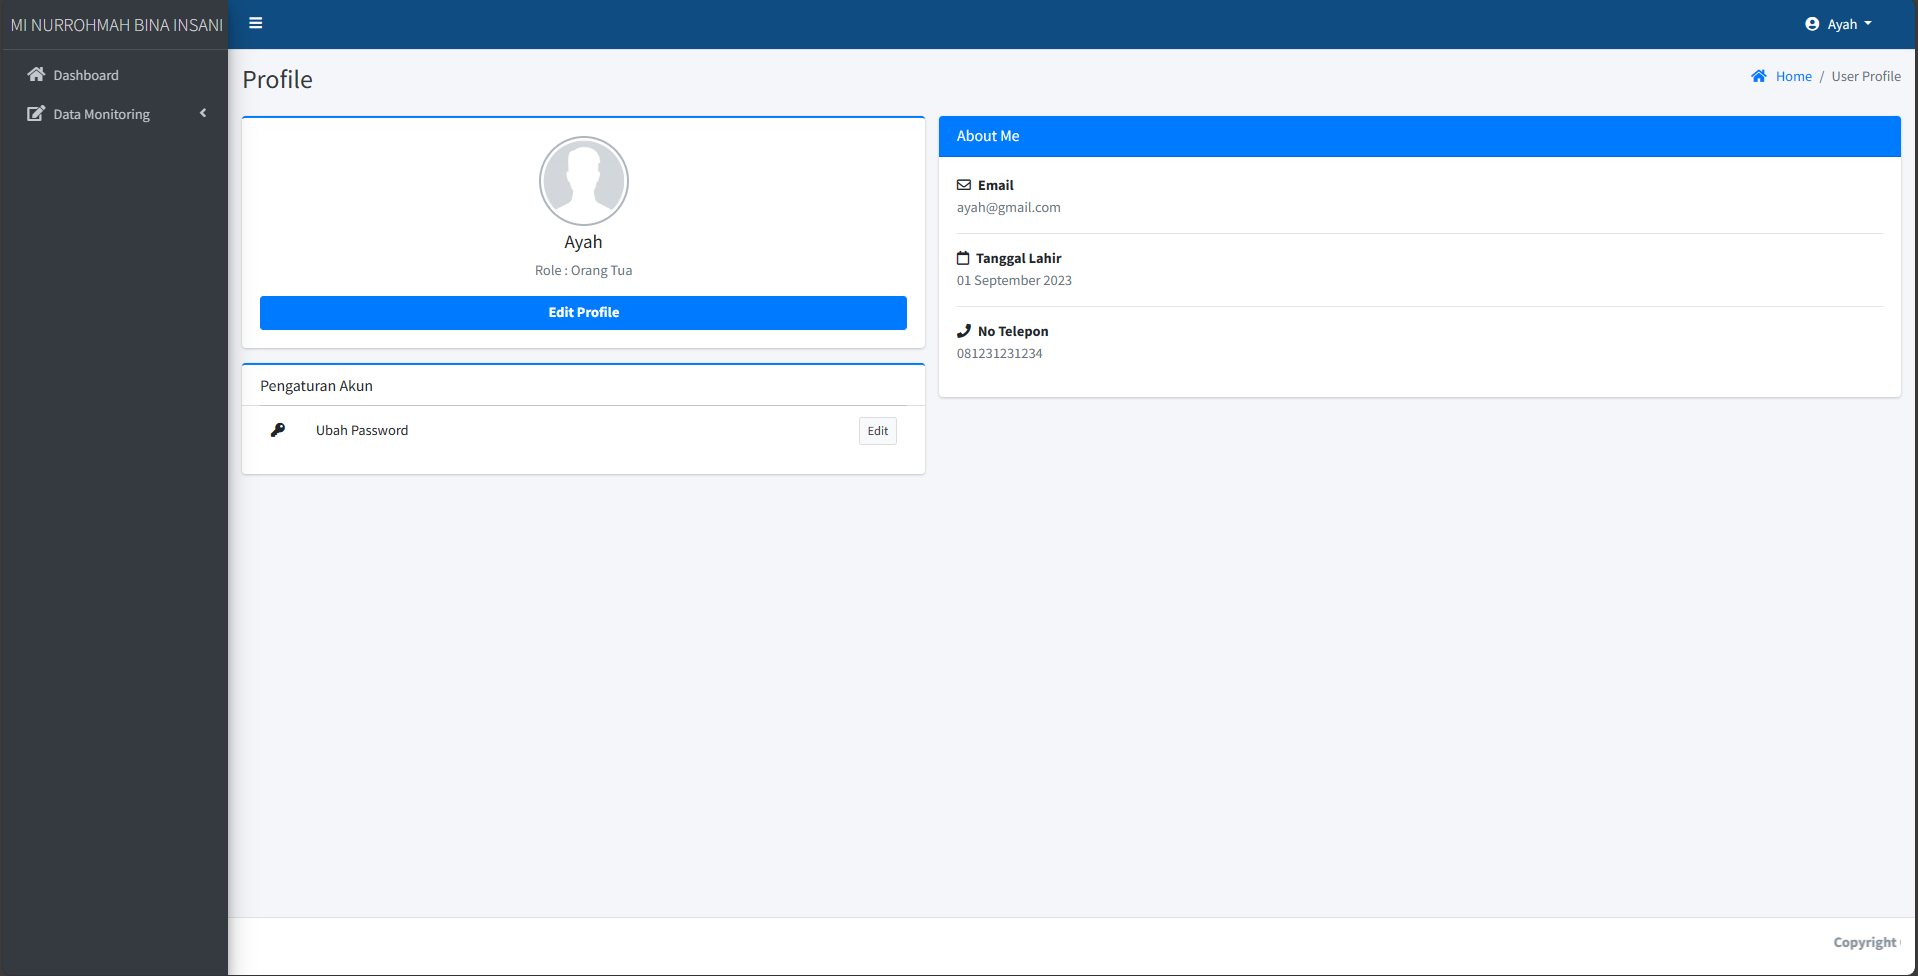 MI NURROHMAH BINA INSANI
Ayah
Dashboard
Data Monitoring
Profile
Home / User Profile
Ayah
Role : Orang Tua
Edit Profile
Pengaturan Akun
Ubah Password
Edit
About Me
Email
ayah@gmail.com
Tanggal Lahir
01 September 2023
No Telepon
081231231234
Copyright